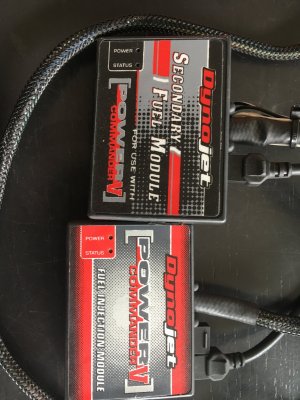 POWER
STATUS
Dynojet
SECONDARY
FUEL MODULE
FOR USE WITH
POWER V
COMMANDER
POWER
STATUS
Dynojet
POWER V
COMMANDER
FUEL INJECTION MODULE